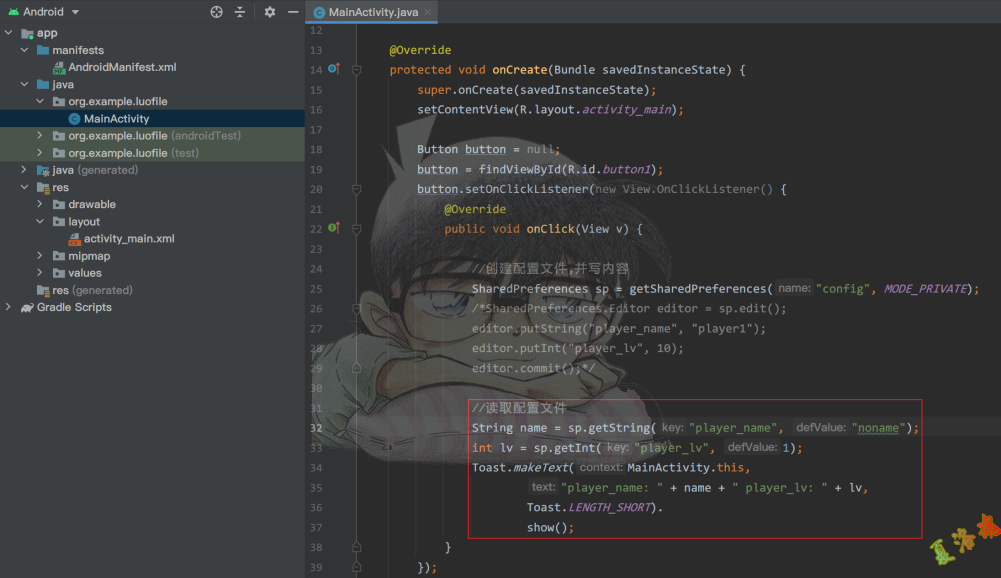 Android
app
manifests
AndroidManifest.xml
java
org.example.luofile
MainActivity
org.example.luofile (androidTest)
org.example.luofile (test)
java (generated)
res
drawable
layout
activity_main.xml
mipmap
values
res (generated)
Gradle Scripts
MainActivity.java
12
13 @Override
14 protected void onCreate(Bundle savedInstanceState) {
15 super.onCreate(savedInstanceState);
16 setContentView(R.layout.activity_main);
17
18 Button button = null;
19 button = findViewById(R.id.button1);
20 button.setOnClickListener(new View.OnClickListener() {
21 @Override
22 public void onClick(View v) {
23
24 //创建配置文件,并写内容
25 SharedPreferences sp = getSharedPreferences( name: "config", MODE_PRIVATE);
26 /*SharedPreferences.Editor editor = sp.edit();
27 editor.putString("player_name", "player1");
28 editor.putInt("player_lv", 10);
29 editor.commit();*/
30
31 //读取配置文件
32 String name = sp.getString( key: "player_name", defValue: "noname");
33 int lv = sp.getInt( key: "player_lv", defValue: 1);
34 Toast.makeText( context: MainActivity.this,
35 text: "player_name: " + name + " player_lv: " + lv,
36 Toast.LENGTH_SHORT).
37 show();
38 }
39 });
夏洛魂